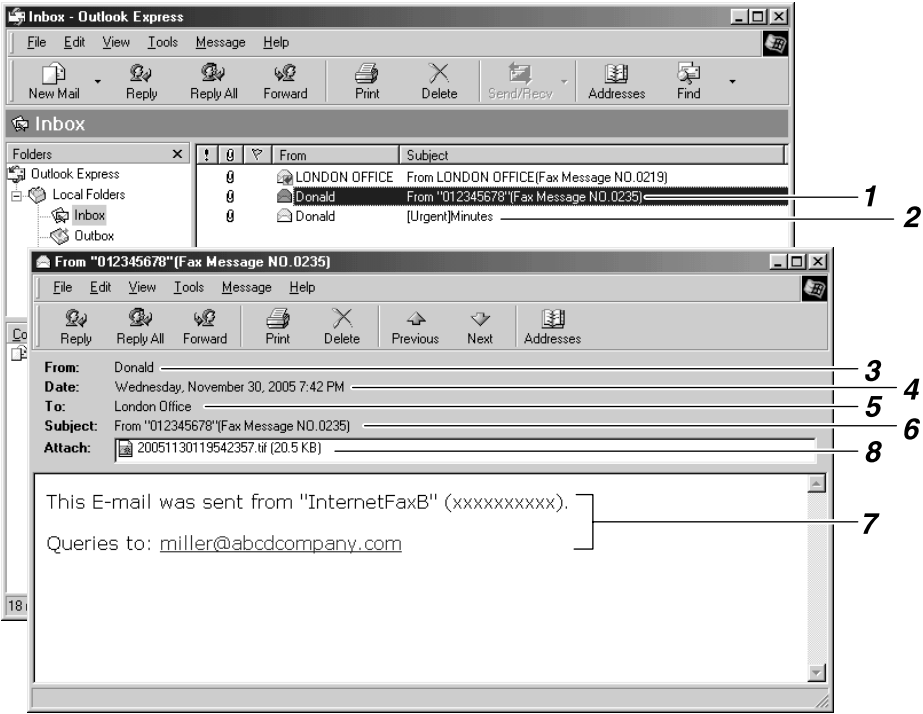 Inbox - Outlook Express
File Edit View Tools Message Help
New Mail Reply Reply All Forward Print Delete Send/Recv Addresses Find
Inbox
Folders × ! From Subject
Outlook Express LONDON OFFICE From LONDON OFFICE(Fax Message NO.0219)
Local Folders Donald From "012345678"(Fax Message NO.0235) 1
Inbox Donald [Urgent]Minutes 2
Outbox
From "012345678"(Fax Message NO.0235)
File Edit View Tools Message Help
Reply Reply All Forward Print Delete Previous Next Addresses
Co
From: Donald 3
Date: Wednesday, November 30, 2005 7:42 PM 4
To: London Office 5
Subject: From "012345678"(Fax Message NO.0235) 6
Attach: 20051130119542357.tif (20.5 KB) 8
This E-mail was sent from "InternetFaxB" (xxxxxxxxxx).
7
Queries to: miller@abcdcompany.com
18